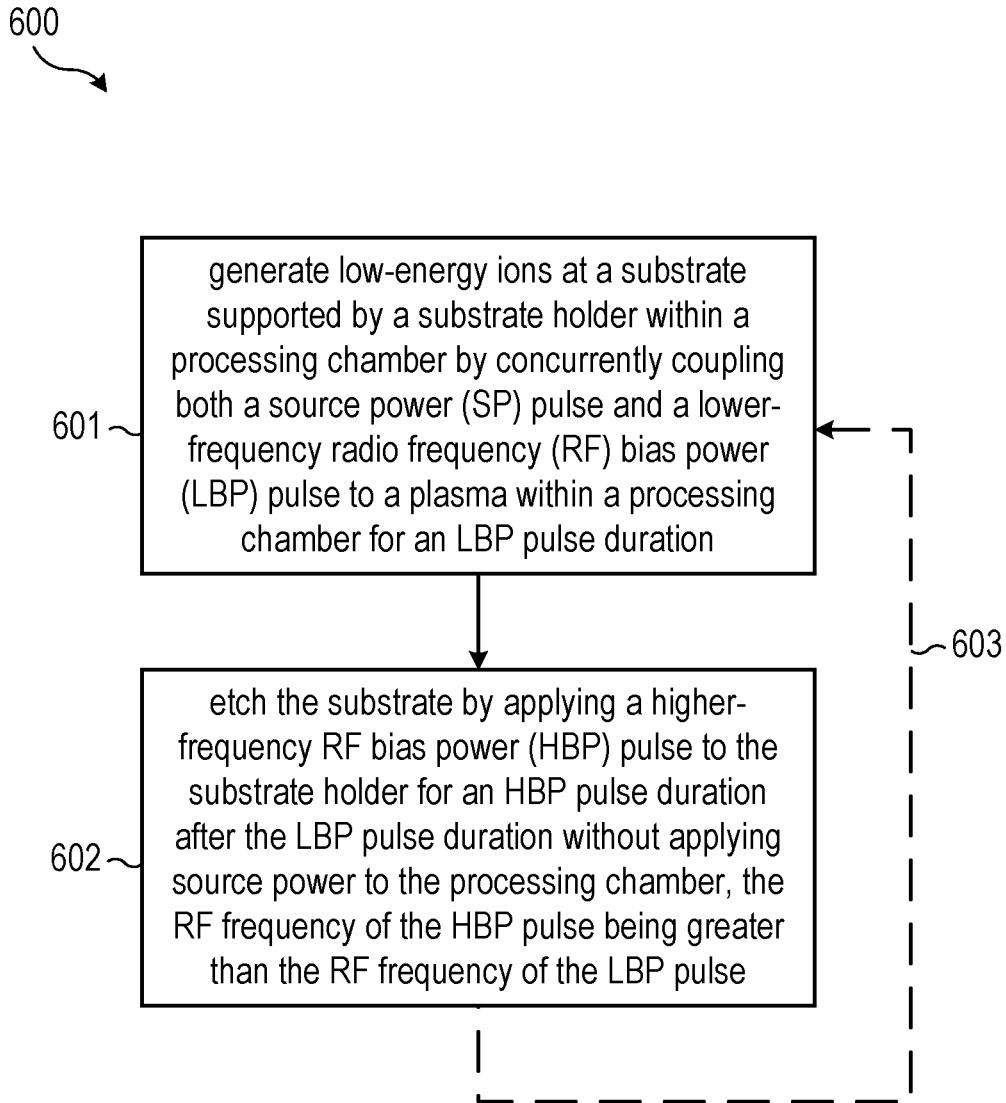 600
generate low-energy ions at a substrate
supported by a substrate holder within a
processing chamber by concurrently coupling
both a source power (SP) pulse and a lower-
frequency radio frequency (RF) bias power
(LBP) pulse to a plasma within a processing
chamber for an LBP pulse duration
601
603
etch the substrate by applying a higher-
frequency RF bias power (HBP) pulse to the
substrate holder for an HBP pulse duration
after the LBP pulse duration without applying
source power to the processing chamber, the
RF frequency of the HBP pulse being greater
than the RF frequency of the LBP pulse
602